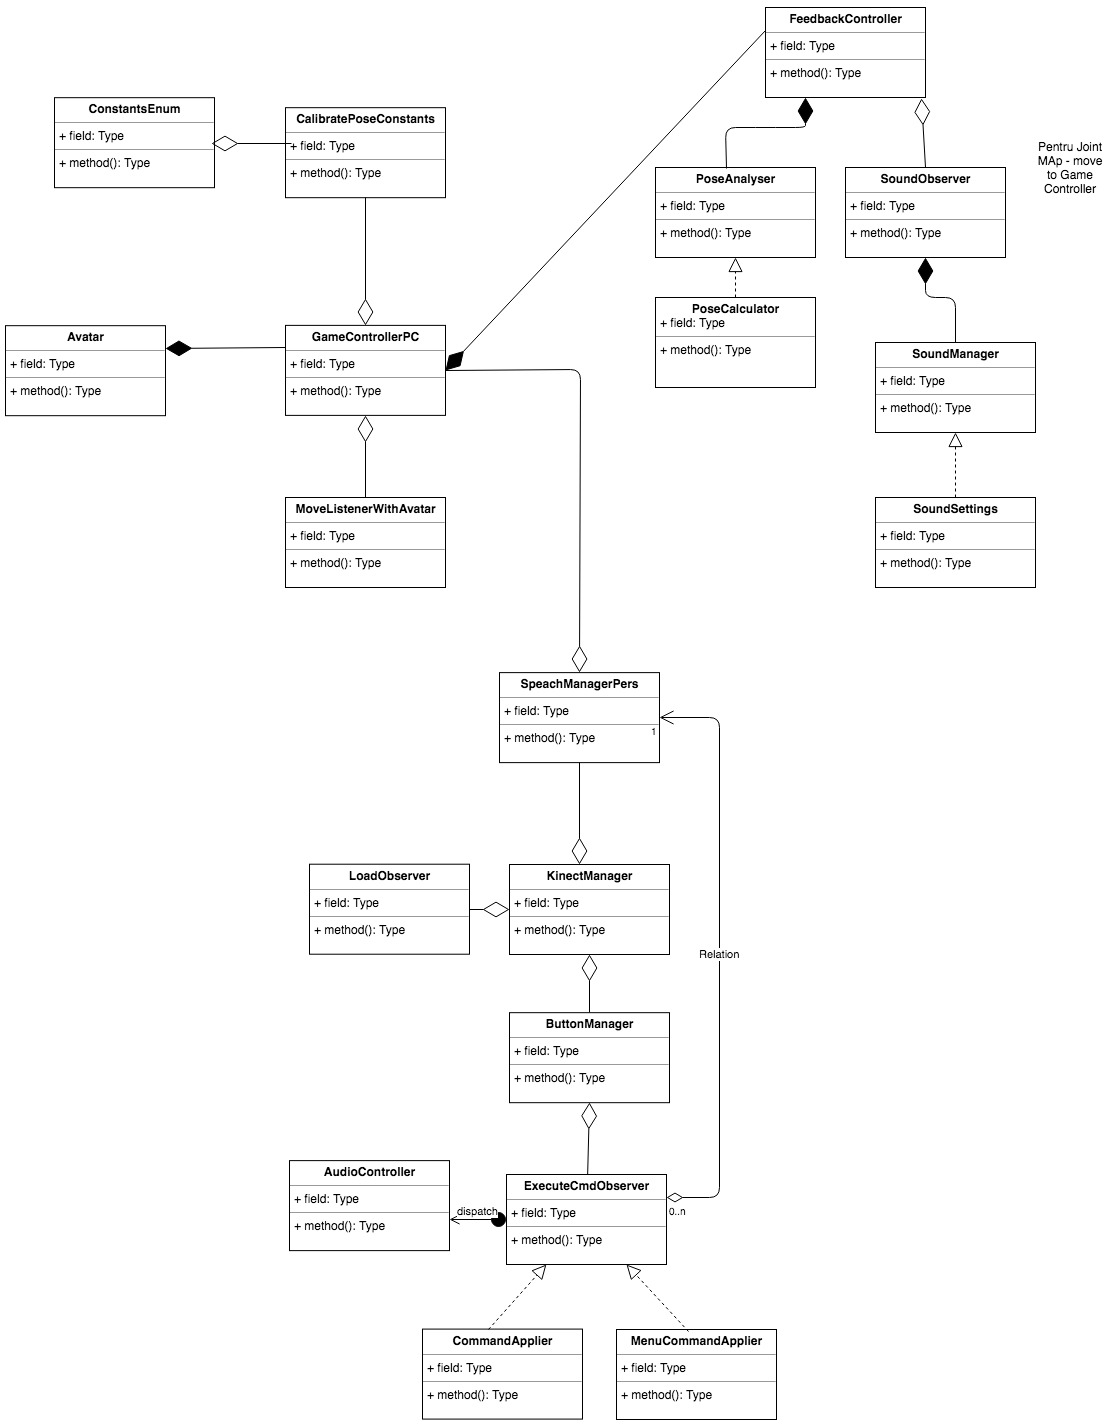 FeedbackController
+ field: Type
+ method(): Type
ConstantsEnum
+ field: Type
+ method(): Type
CalibratePoseConstants
+ field: Type
+ method(): Type
Pentru Joint
MAp - move
to Game
Controller
PoseAnalyser
+ field: Type
+ method(): Type
SoundObserver
+ field: Type
+ method(): Type
PoseCalculator
+ field: Type
+ method(): Type
Avatar
+ field: Type
+ method(): Type
GameControllerPC
+ field: Type
+ method(): Type
SoundManager
+ field: Type
+ method(): Type
MoveListenerWithAvatar
+ field: Type
+ method(): Type
SoundSettings
+ field: Type
+ method(): Type
SpeachManagerPers
+ field: Type
+ method(): Type
1
LoadObserver
+ field: Type
+ method(): Type
KinectManager
+ field: Type
+ method(): Type
Relation
ButtonManager
+ field: Type
+ method(): Type
AudioController
+ field: Type
+ method(): Type
dispatch
ExecuteCmdObserver
+ field: Type
+ method(): Type
0..n
CommandApplier
+ field: Type
+ method(): Type
MenuCommandApplier
+ field: Type
+ method(): Type